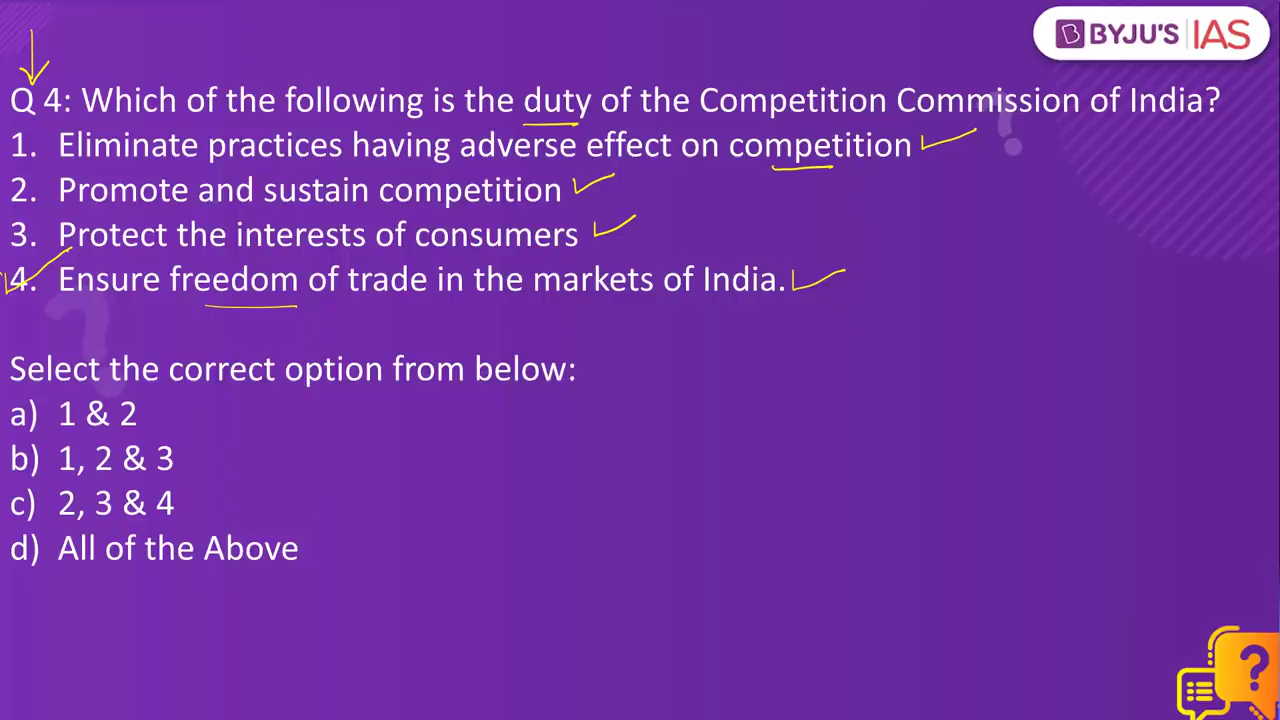 BYJU'S IAS
Q 4: Which of the following is the duty of the Competition Commission of India?
1. Eliminate practices having adverse effect on competition
2. Promote and sustain competition
3. Protect the interests of consumers
4. Ensure freedom of trade in the markets of India.
Select the correct option from below:
a) 1 & 2
b) 1, 2 & 3
c) 2, 3 & 4
d) All of the Above